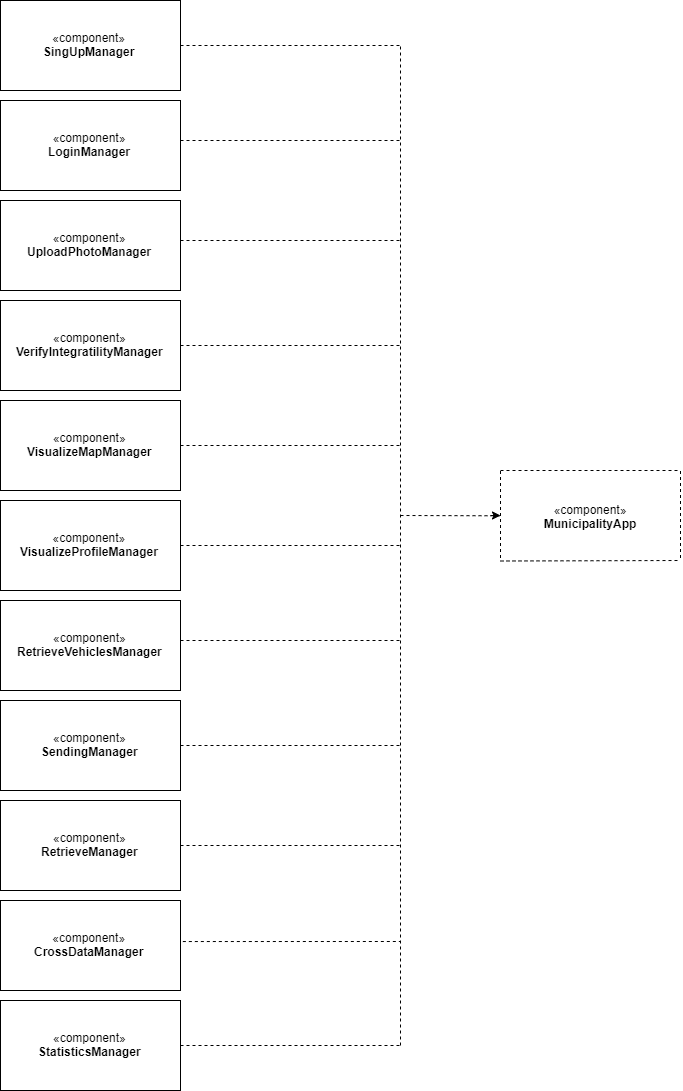 «component»
SingUpManager
«component»
LoginManager
«component»
UploadPhotoManager
«component»
VerifyIntegratilityManager
«component»
VisualizeMapManager
«component»
MunicipalityApp
«component»
VisualizeProfileManager
«component»
RetrieveVehiclesManager
«component»
SendingManager
«component»
RetrieveManager
«component»
CrossDataManager
«component»
StatisticsManager